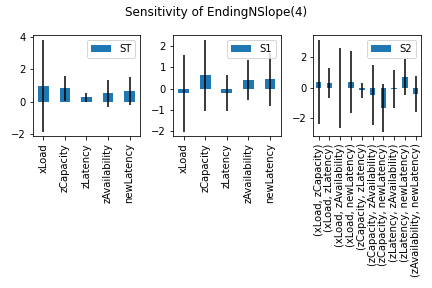 Sensitivity of EndingNSlope(4)
4
2
0
−2
ST
xLoad
zCapacity
zLatency
zAvailability
newLatency
2
1
0
−1
−2
S1
xLoad
zCapacity
zLatency
zAvailability
newLatency
2
0
−2
S2
(xLoad, zCapacity)
(xLoad, zLatency)
(xLoad, zAvailability)
(xLoad, newLatency)
(zCapacity, zLatency)
(zCapacity, zAvailability)
(zCapacity, newLatency)
(zLatency, zAvailability)
(zLatency, newLatency)
(zAvailability, newLatency)